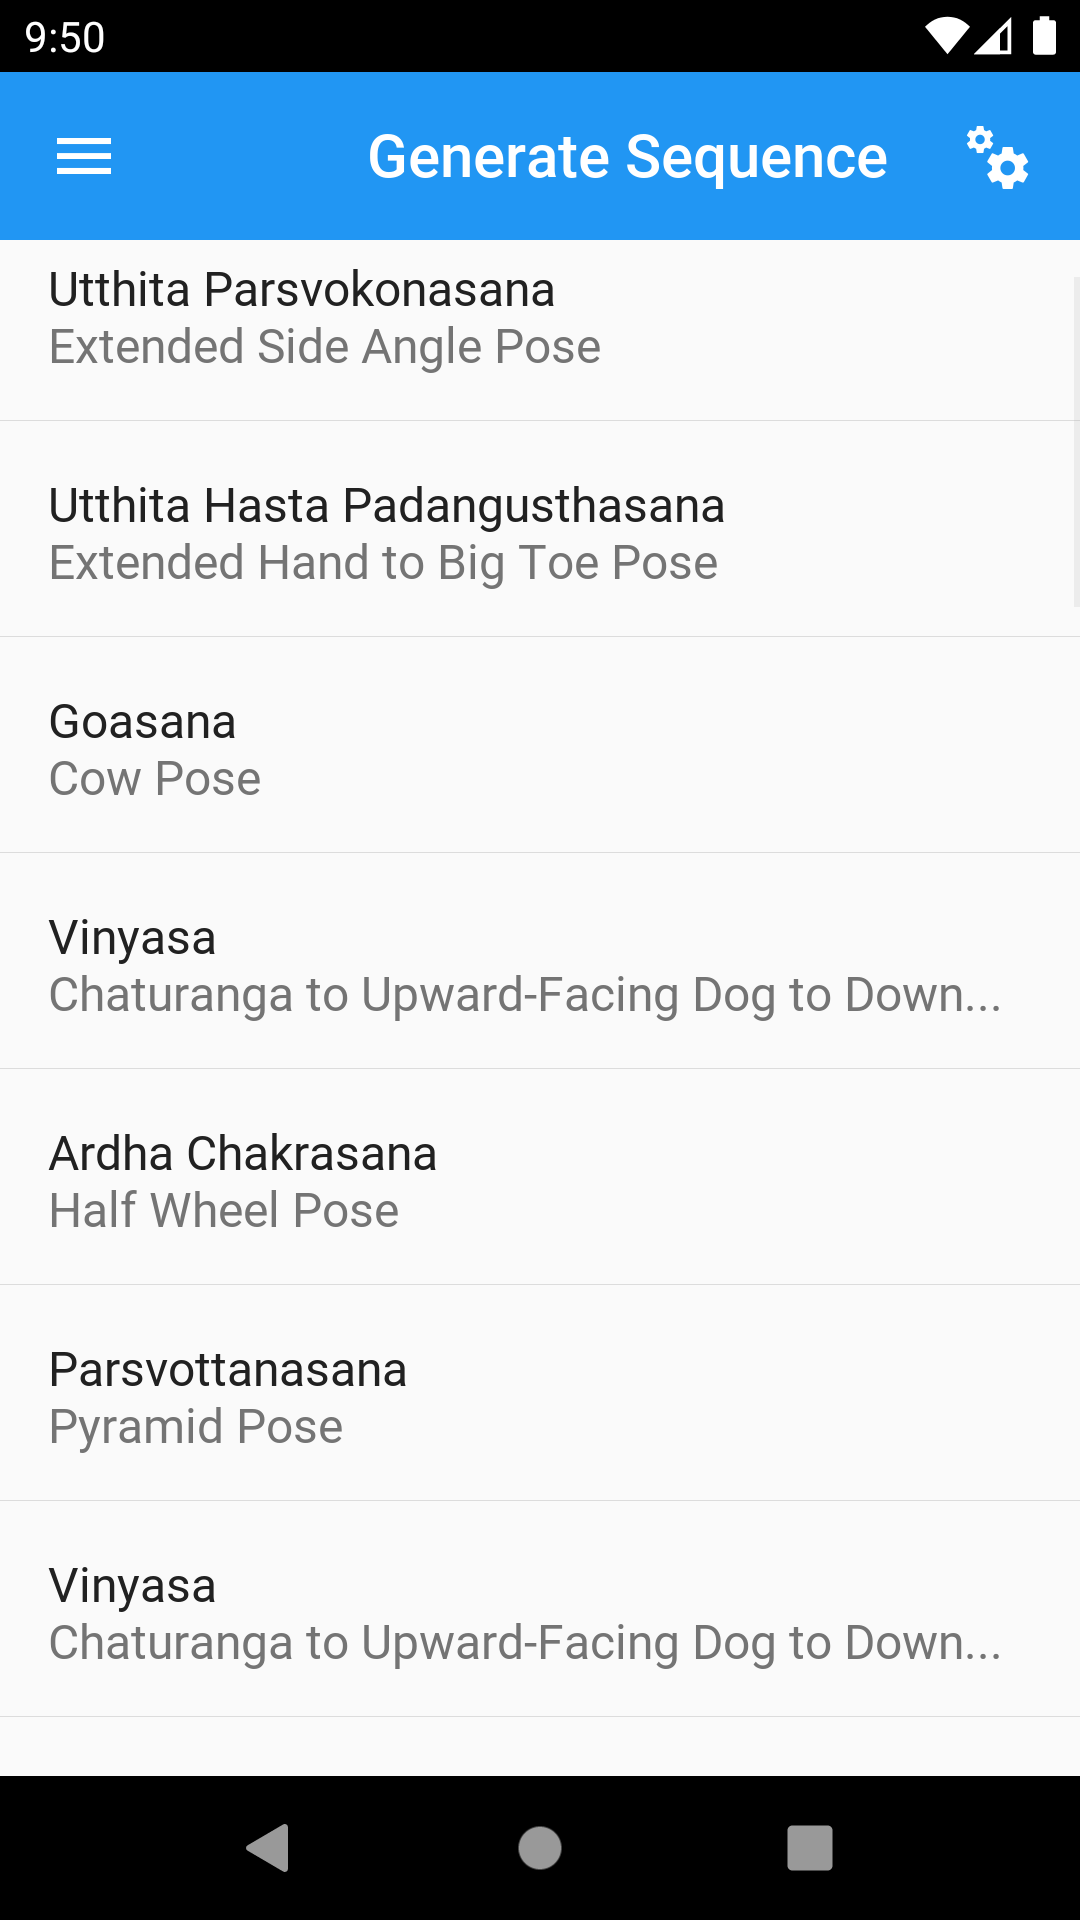 9:50
Generate Sequence
Utthita Parsvokonasana
Extended Side Angle Pose
Utthita Hasta Padangusthasana
Extended Hand to Big Toe Pose
Goasana
Cow Pose
Vinyasa
Chaturanga to Upward-Facing Dog to Down...
Ardha Chakrasana
Half Wheel Pose
Parsvottanasana
Pyramid Pose
Vinyasa
Chaturanga to Upward-Facing Dog to Down...